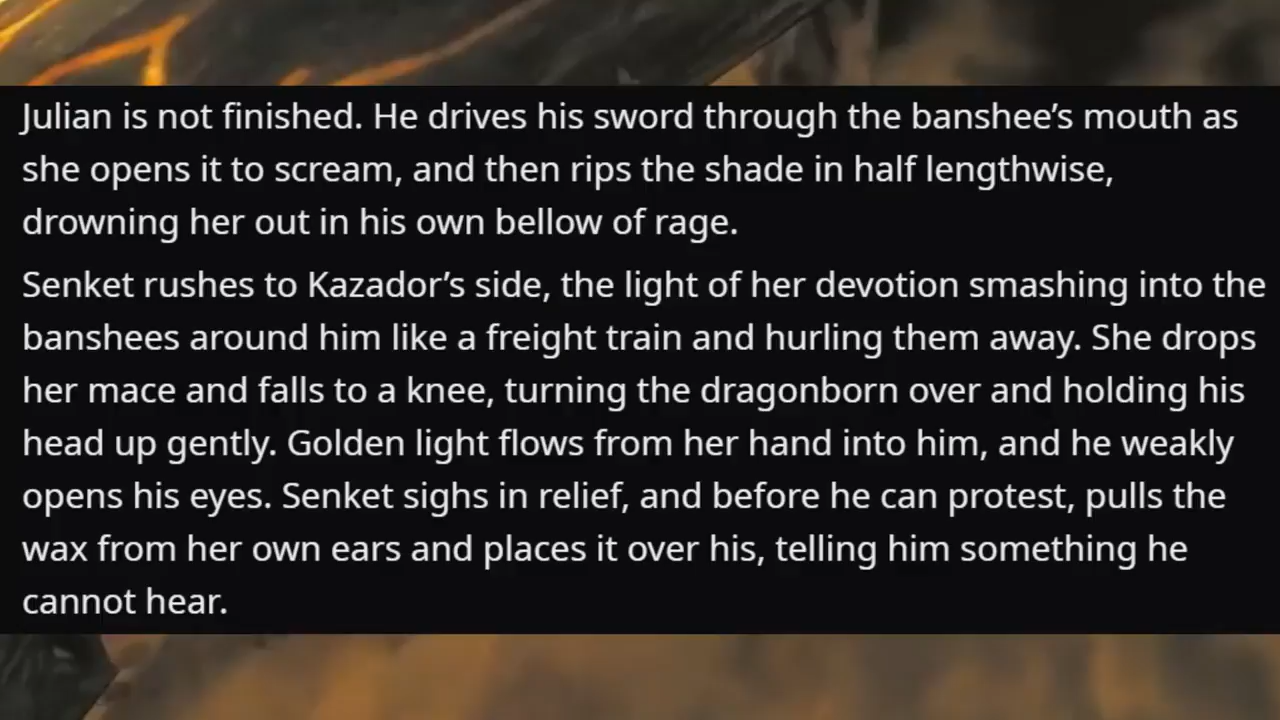 Julian is not finished. He drives his sword through the banshee’s mouth as
she opens it to scream, and then rips the shade in half lengthwise,
drowning her out in his own bellow of rage.
Senket rushes to Kazador’s side, the light of her devotion smashing into the
banshees around him like a freight train and hurling them away. She drops
her mace and falls to a knee, turning the dragonborn over and holding his
head up gently. Golden light flows from her hand into him, and he weakly
opens his eyes. Senket sighs in relief, and before he can protest, pulls the
wax from her own ears and places it over his, telling him something he
cannot hear.